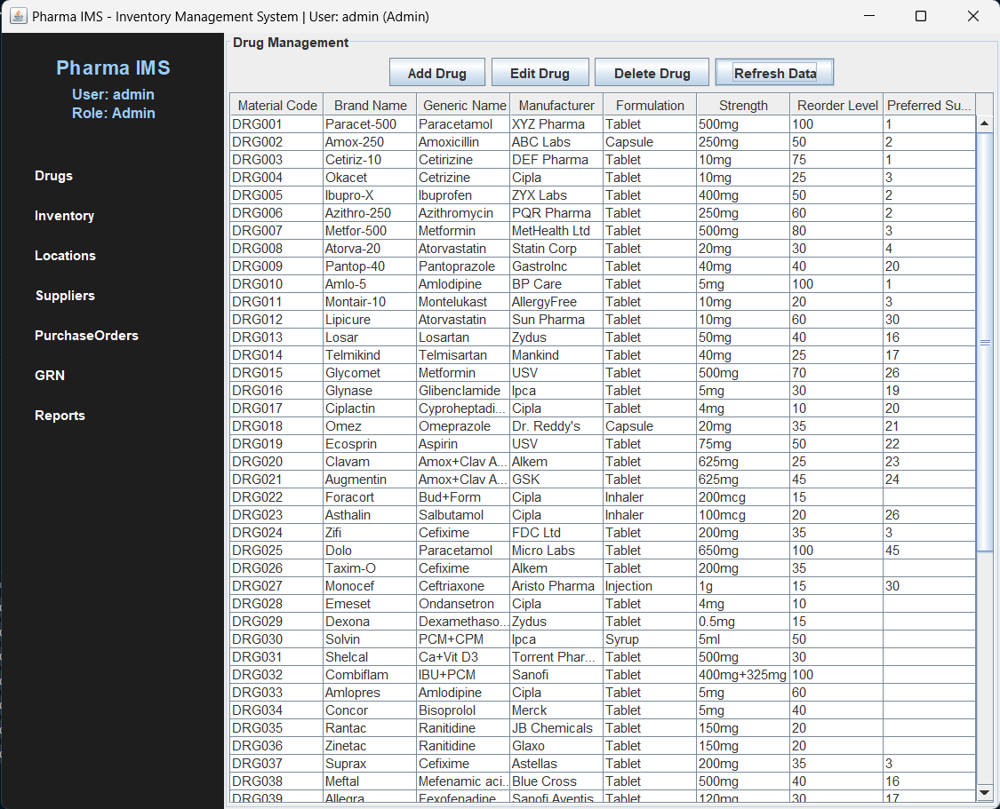 Pharma IMS - Inventory Management System | User: admin (Admin)
Pharma IMS
User: admin
Role: Admin
Drugs
Inventory
Locations
Suppliers
PurchaseOrders
GRN
Reports
Drug Management
Add Drug Edit Drug Delete Drug Refresh Data
Material Code Brand Name Generic Name Manufacturer Formulation Strength Reorder Level Preferred Su...
DRG001 Paracet-500 Paracetamol XYZ Pharma Tablet 500mg 100 1
DRG002 Amox-250 Amoxicillin ABC Labs Capsule 250mg 50 2
DRG003 Cetiriz-10 Cetirizine DEF Pharma Tablet 10mg 75 1
DRG004 Okacet Cetrizine Cipla Tablet 10mg 25 3
DRG005 Ibupro-X Ibuprofen ZYX Labs Tablet 400mg 50 2
DRG006 Azithro-250 Azithromycin PQR Pharma Tablet 250mg 60 2
DRG007 Metfor-500 Metformin MetHealth Ltd Tablet 500mg 80 3
DRG008 Atorva-20 Atorvastatin Statin Corp Tablet 20mg 30 4
DRG009 Pantop-40 Pantoprazole GastroInc Tablet 40mg 40 20
DRG010 Amlo-5 Amlodipine BP Care Tablet 5mg 100 1
DRG011 Montair-10 Montelukast AllergyFree Tablet 10mg 20 3
DRG012 Lipicure Atorvastatin Sun Pharma Tablet 10mg 60 30
DRG013 Losar Losartan Zydus Tablet 50mg 40 16
DRG014 Telmikind Telmisartan Mankind Tablet 40mg 25 17
DRG015 Glycomet Metformin USV Tablet 500mg 70 26
DRG016 Glynase Glibenclamide Ipca Tablet 5mg 30 19
DRG017 Ciplactin Cyproheptadi... Cipla Tablet 4mg 10 20
DRG018 Omez Omeprazole Dr. Reddy's Capsule 20mg 35 21
DRG019 Ecosprin Aspirin USV Tablet 75mg 50 22
DRG020 Clavam Amox+Clav A... Alkem Tablet 625mg 25 23
DRG021 Augmentin Amox+Clav A... GSK Tablet 625mg 45 24
DRG022 Foracort Bud+Form Cipla Inhaler 200mcg 15
DRG023 Asthalin Salbutamol Cipla Inhaler 100mcg 20 26
DRG024 Zifi Cefixime FDC Ltd Tablet 200mg 35 3
DRG025 Dolo Paracetamol Micro Labs Tablet 650mg 100 45
DRG026 Taxim-O Cefixime Alkem Tablet 200mg 35
DRG027 Monocef Ceftriaxone Aristo Pharma Injection 1g 15 30
DRG028 Emeset Ondansetron Cipla Tablet 4mg 10
DRG029 Dexona Dexamethaso... Zydus Tablet 0.5mg 15
DRG030 Solvin PCM+CPM Ipca Syrup 5ml 50
DRG031 Shelcal Ca+Vit D3 Torrent Phar... Tablet 500mg 30
DRG032 Combiflam IBU+PCM Sanofi Tablet 400mg+325mg 100
DRG033 Amlopres Amlodipine Cipla Tablet 5mg 60
DRG034 Concor Bisoprolol Merck Tablet 5mg 40
DRG035 Rantac Ranitidine JB Chemicals Tablet 150mg 20
DRG036 Zinetac Ranitidine Glaxo Tablet 150mg 20
DRG037 Suprax Cefixime Astellas Tablet 200mg 35 3
DRG038 Meftal Mefenamic aci... Blue Cross Tablet 500mg 40 16
DRG039 Allegra Fexofenadine Sanofi Aventis Tablet 120mg 30 17